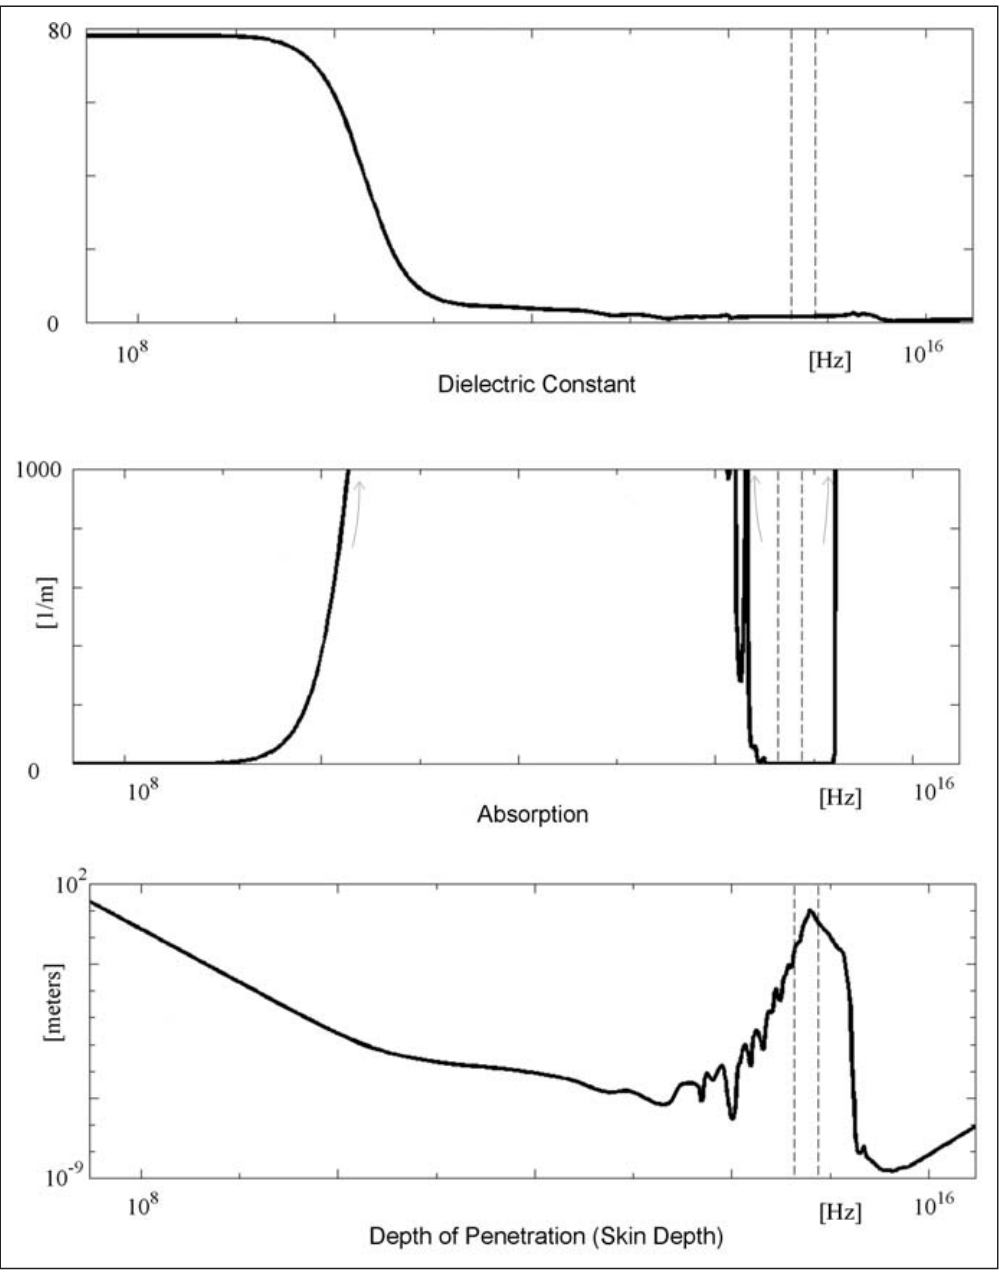 80
0
10^8
10^16
[Hz]
Dielectric Constant
1000
[1/m]
0
10^8
10^16
[Hz]
Absorption
10^2
[meters]
10^-9
10^8
10^16
[Hz]
Depth of Penetration (Skin Depth)